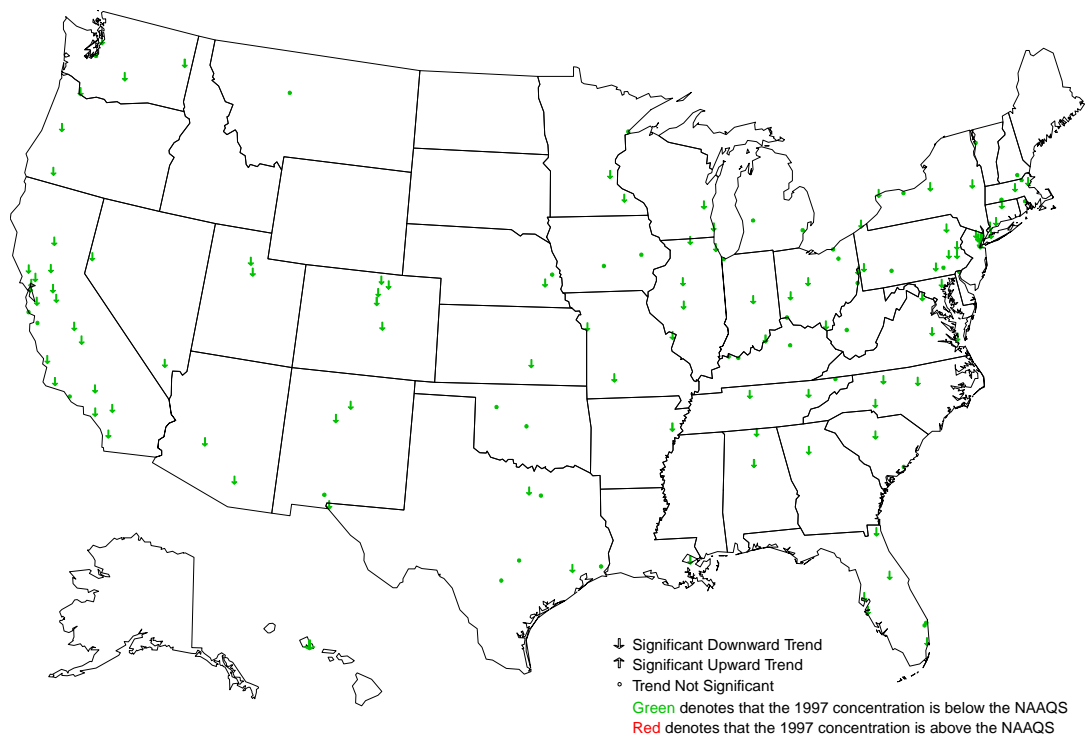 Significant Downward Trend
Significant Upward Trend
Trend Not Significant
Green denotes that the 1997 concentration is below the NAAQS
Red denotes that the 1997 concentration is above the NAAQS